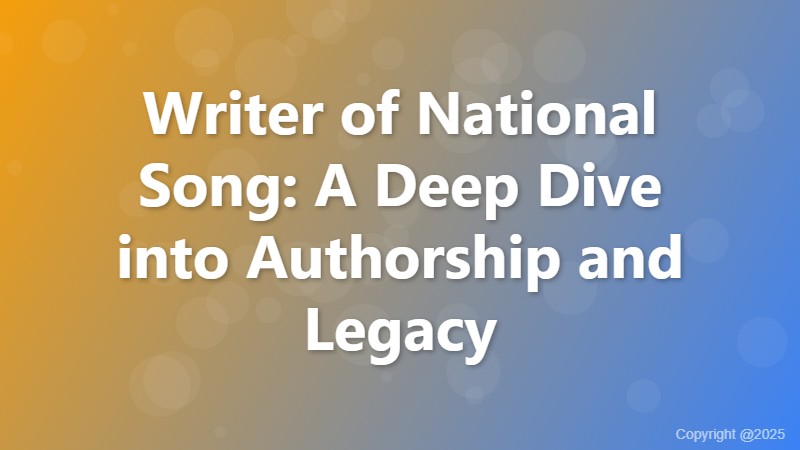 Writer of National
Song: A Deep Dive
into Authorship and
Legacy
Copyright @2025